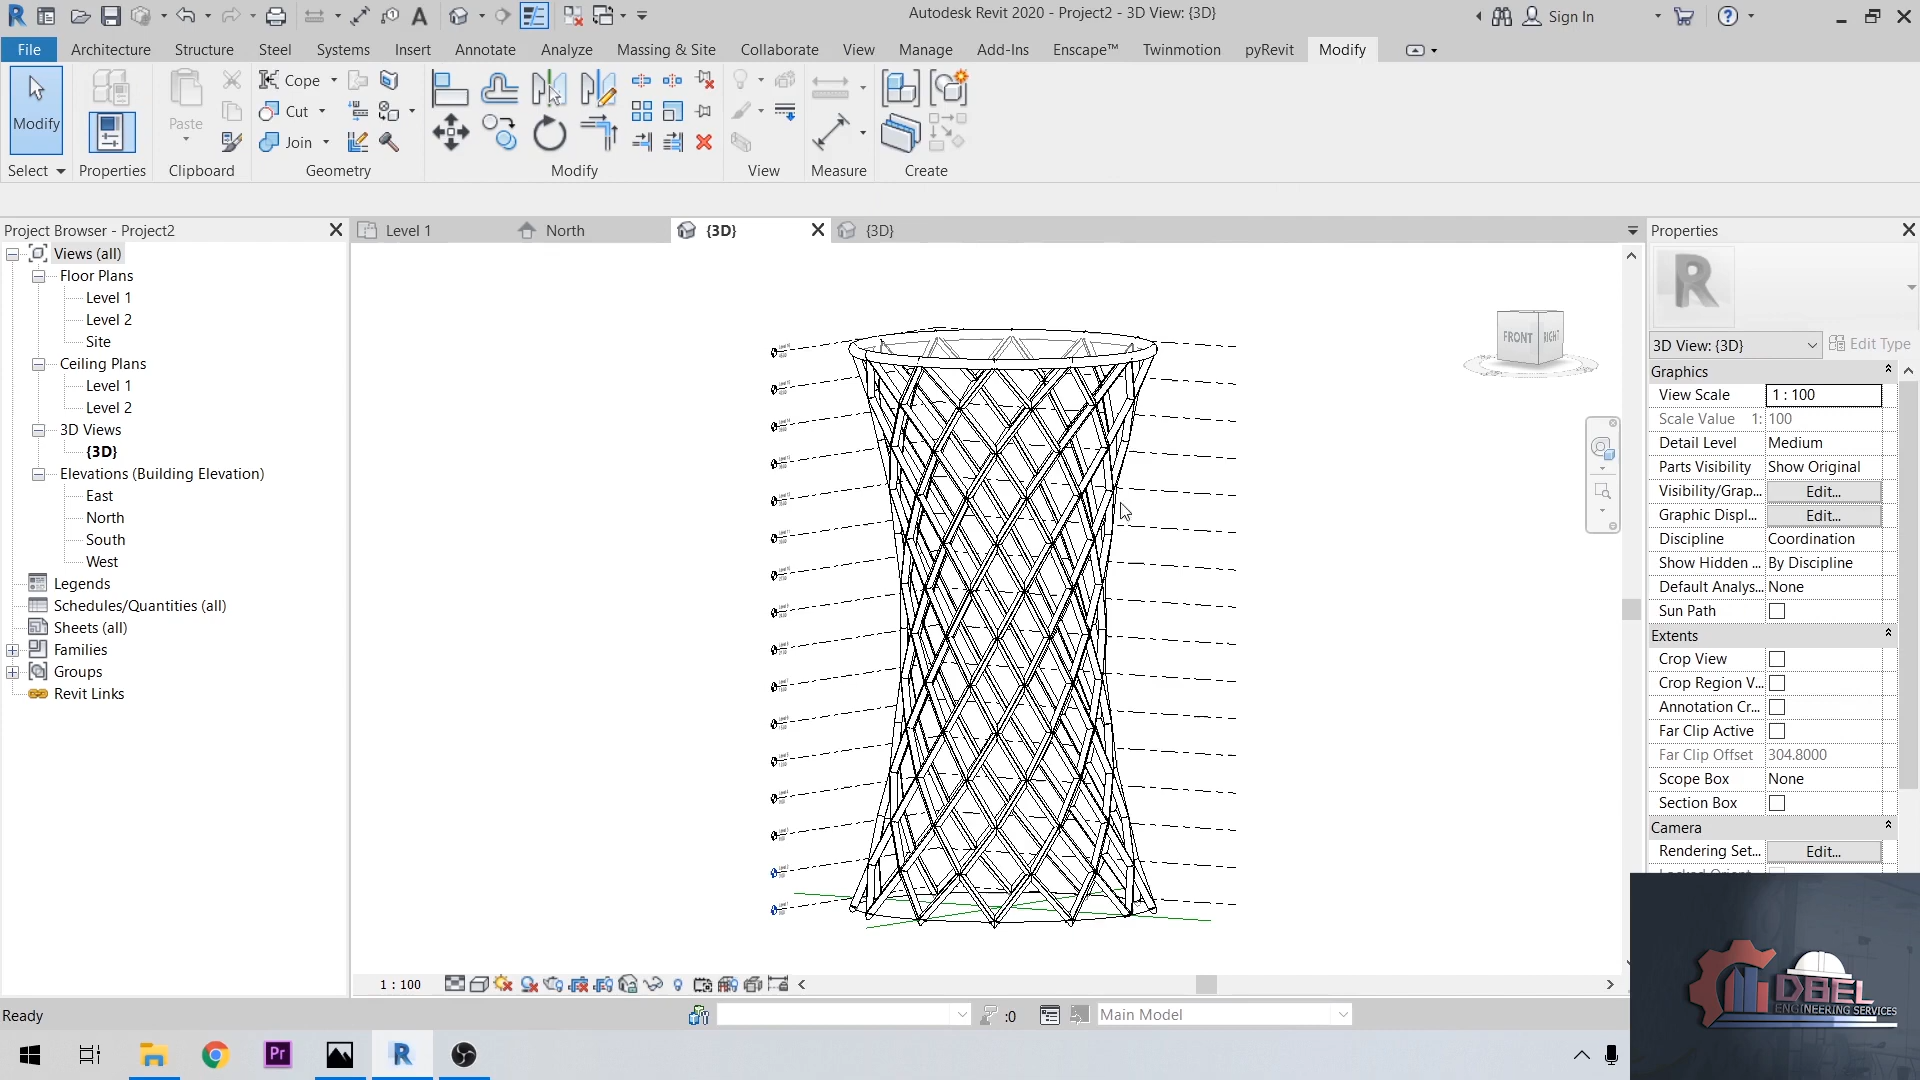 Autodesk Revit 2020 - Project2 - 3D View: {3D}
Sign In
File
Architecture
Structure
Steel
Systems
Insert
Annotate
Analyze
Massing & Site
Collaborate
View
Manage
Add-Ins
Enscape™
Twinmotion
pyRevit
Modify
Modify
Paste
Cope
Cut
Join
Select
Properties
Clipboard
Geometry
Modify
View
Measure
Create
Project Browser - Project2
Views (all)
Floor Plans
Level 1
Level 2
Site
Ceiling Plans
Level 1
Level 2
3D Views
{3D}
Elevations (Building Elevation)
East
North
South
West
Legends
Schedules/Quantities (all)
Sheets (all)
Families
Groups
Revit Links
Level 1
North
{3D}
{3D}
FRONT
RIGHT
Properties
3D View: {3D}
Edit Type
Graphics
View Scale
1 : 100
Scale Value 1:
100
Detail Level
Medium
Parts Visibility
Show Original
Visibility/Grap...
Edit...
Graphic Displ...
Edit...
Discipline
Coordination
Show Hidden ...
By Discipline
Default Analys...
None
Sun Path
Extents
Crop View
Crop Region V...
Annotation Cr...
Far Clip Active
Far Clip Offset
304.8000
Scope Box
None
Section Box
Camera
Rendering Set...
Edit...
1 : 100
Ready
:0
Main Model
Pr
R
DBEL
ENGINEERING SERVICES